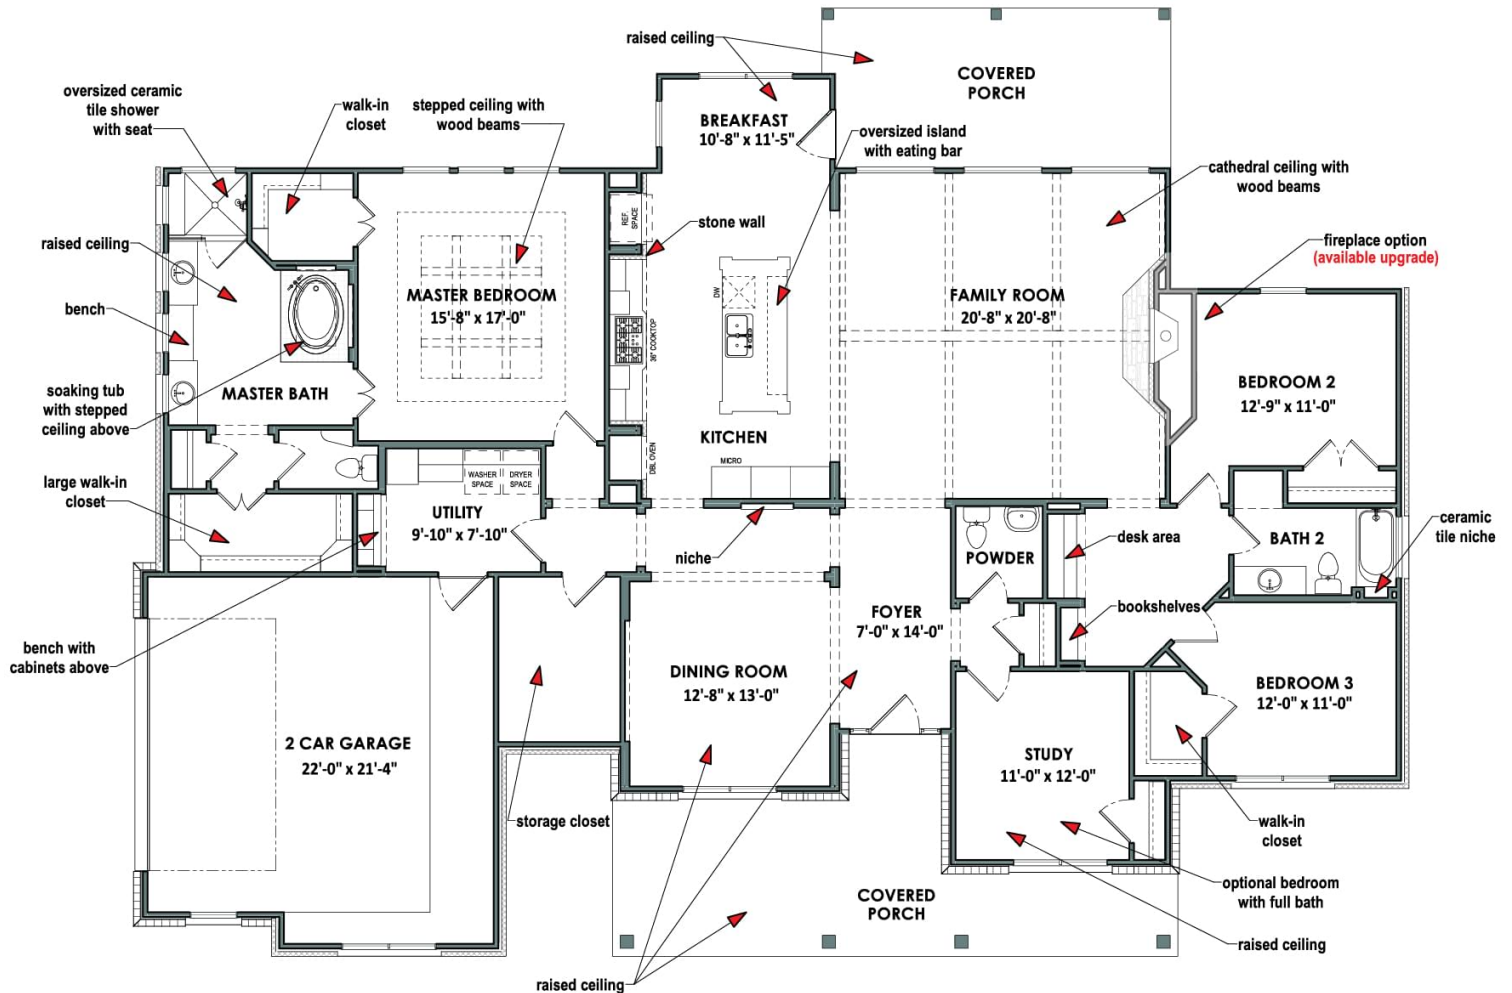 raised ceiling
COVERED
PORCH
oversized ceramic
tile shower
with seat
walk-in
closet
stepped ceiling with
wood beams
BREAKFAST
10'-8" x 11'-5"
oversized island
with eating bar
cathedral ceiling with
wood beams
REF.
SPACE
stone wall
raised ceiling
fireplace option
(available upgrade)
bench
MASTER BEDROOM
15'-8" x 17'-0"
DW
36" COOKTOP
FAMILY ROOM
20'-8" x 20'-8"
soaking tub
with stepped
ceiling above
MASTER BATH
BEDROOM 2
12'-9" x 11'-0"
KITCHEN
DBL OVEN
MICRO
WASHER
SPACE
DRYER
SPACE
large walk-in
closet
UTILITY
9'-10" x 7'-10"
niche
POWDER
desk area
BATH 2
ceramic
tile niche
bookshelves
FOYER
7'-0" x 14'-0"
bench with
cabinets above
DINING ROOM
12'-8" x 13'-0"
BEDROOM 3
12'-0" x 11'-0"
2 CAR GARAGE
22'-0" x 21'-4"
STUDY
11'-0" x 12'-0"
storage closet
walk-in
closet
COVERED
PORCH
optional bedroom
with full bath
raised ceiling
raised ceiling